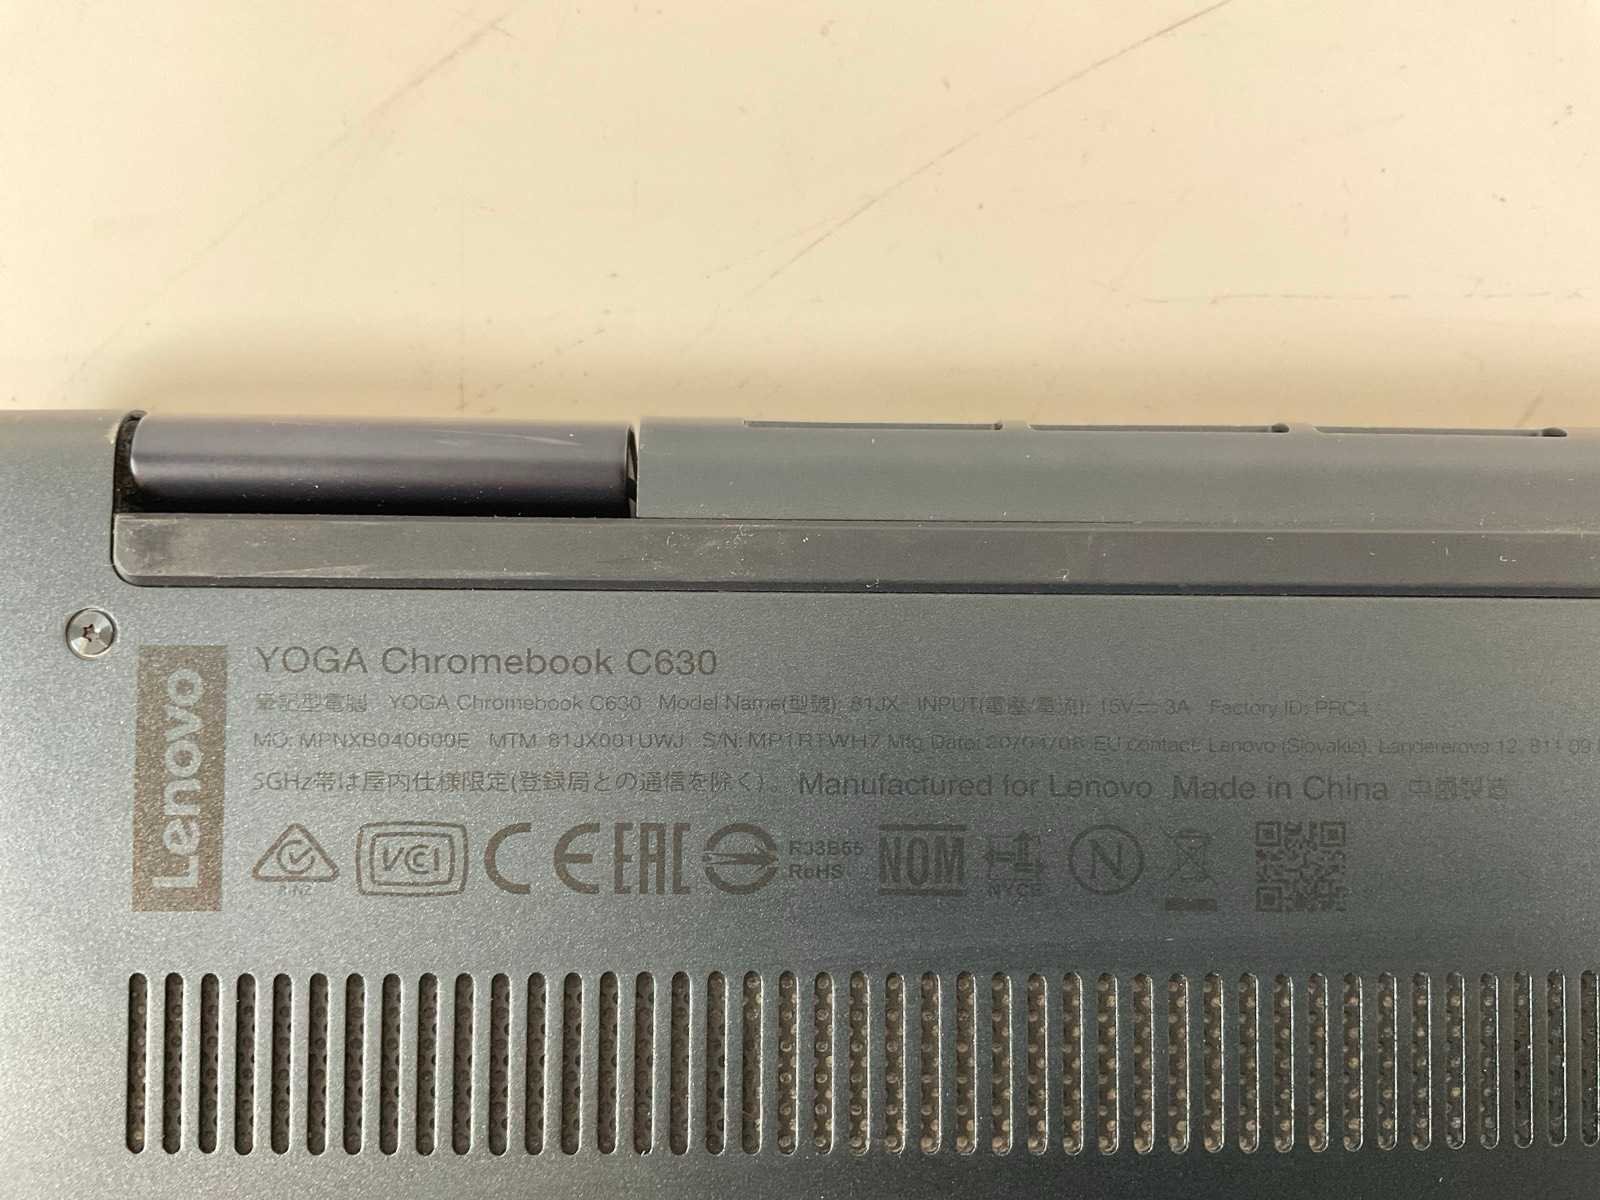 Lenovo
YOGA Chromebook C630
筆記型電腦 YOGA Chromebook C630 Model Name(型號): 81JX INPUT(電壓/電流): 15V⎓ 3A Factory ID: PRC4
MO: MPNXB040600E MTM: 81JX001UWJ S/N: MP1RTWH7 Mfg Date: 20/04/06 EU contact: Lenovo (Slovakia), Landererova 12, 811 09
5GHz帯は屋内仕様限定(登録局との通信を除く)。 Manufactured for Lenovo Made in China 中國製造
VCI CE EAC R33B65 NOM NYCE N
R-NZ RoHS